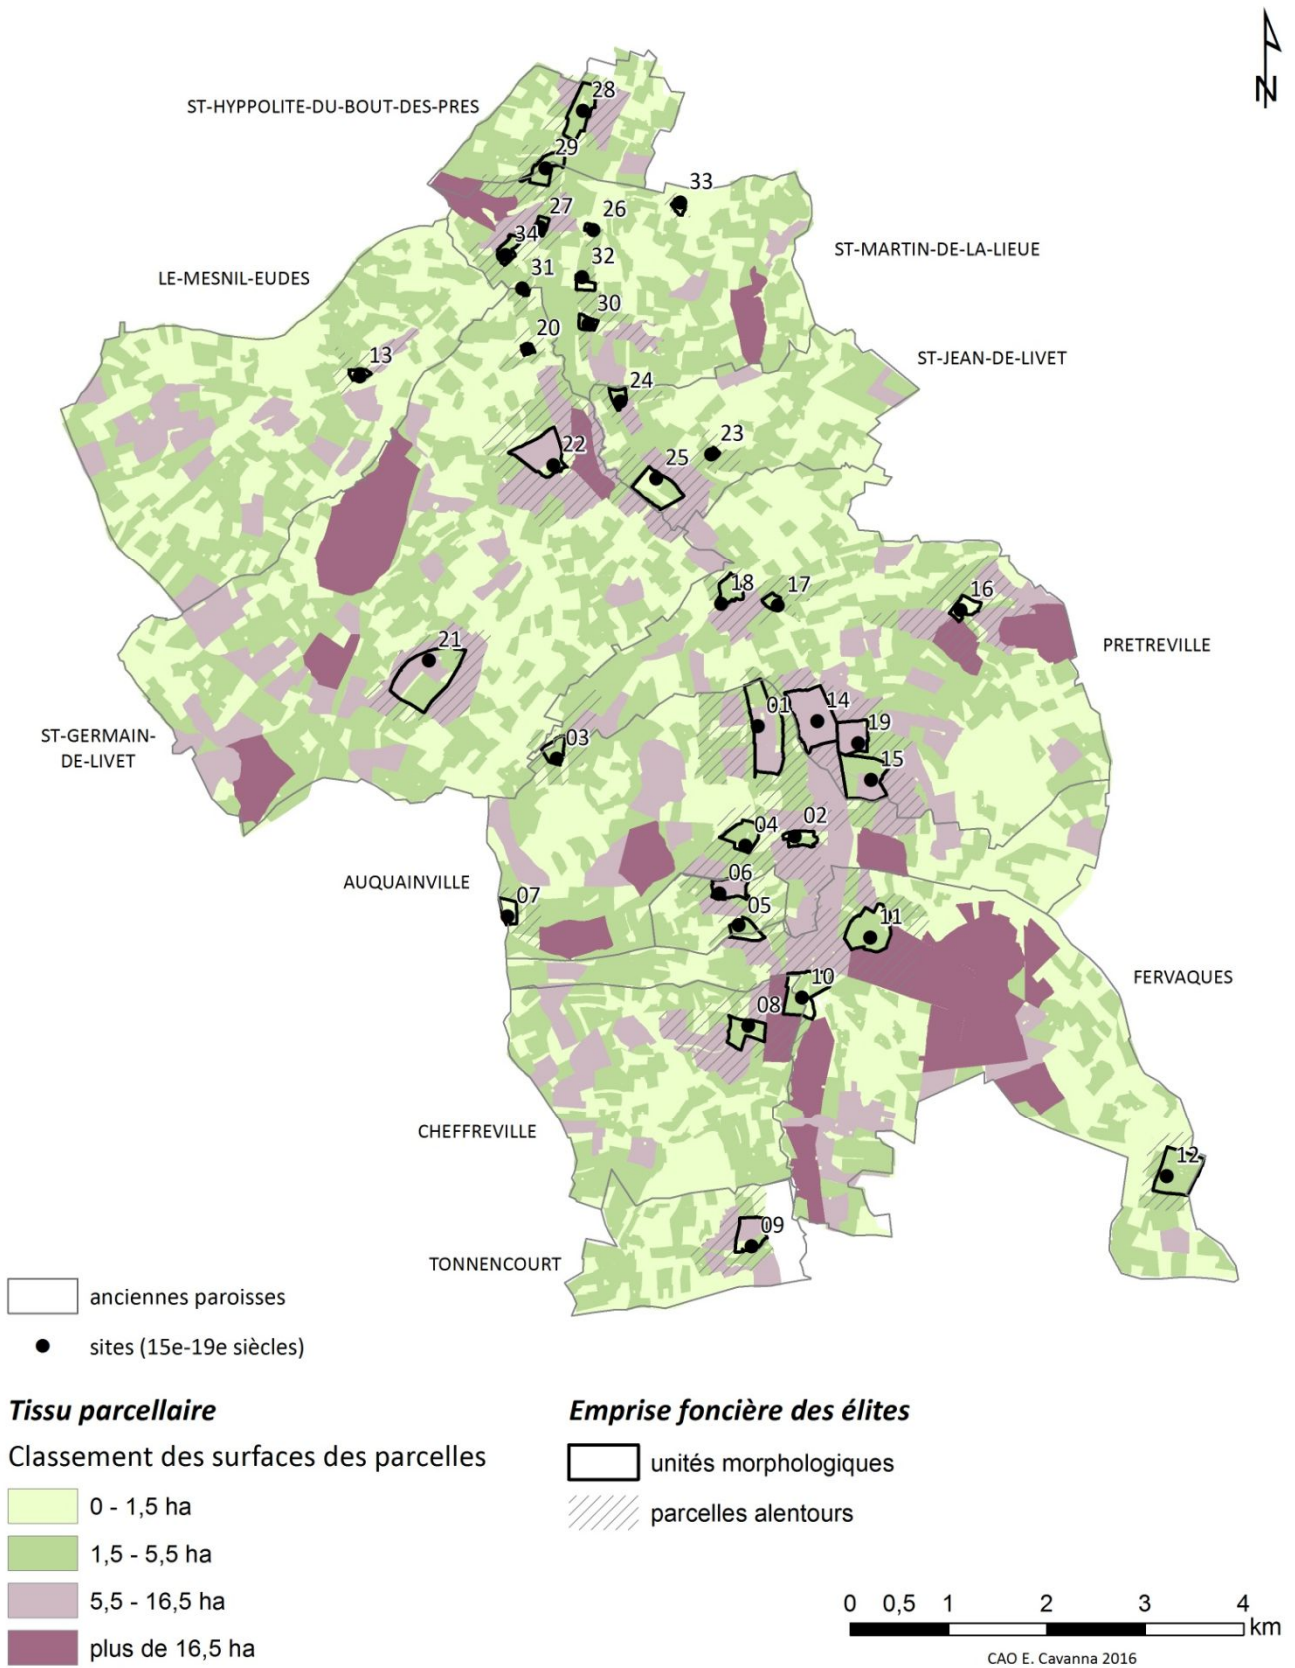 N
28
ST-HYPPOLITE-DU-BOUT-DES-PRES
29
33
27
26
34
ST-MARTIN-DE-LA-LIEUE
32
31
LE-MESNIL-EUDES
30
20
13
ST-JEAN-DE-LIVET
24
23
22
25
18
17
16
21
PRETREVILLE
01
14
19
ST-GERMAIN-
DE-LIVET
03
15
04
02
06
AUQUAINVILLE
07
05
11
10
FERVAQUES
08
CHEFFREVILLE
12
09
TONNENCOURT
anciennes paroisses
sites (15e-19e siècles)
Tissu parcellaire
Classement des surfaces des parcelles
0 - 1,5 ha
1,5 - 5,5 ha
5,5 - 16,5 ha
plus de 16,5 ha
Emprise foncière des élites
unités morphologiques
parcelles alentours
0 0,5 1 2 3 4
km
CAO E. Cavanna 2016